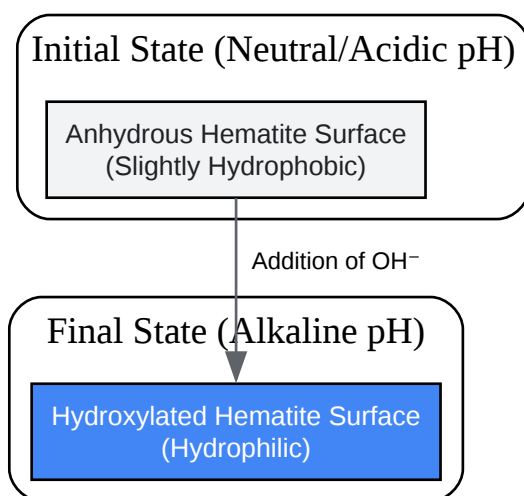 Initial State (Neutral/Acidic pH)
Anhydrous Hematite Surface
(Slightly Hydrophobic)
Addition of OH⁻
Final State (Alkaline pH)
Hydroxylated Hematite Surface
(Hydrophilic)